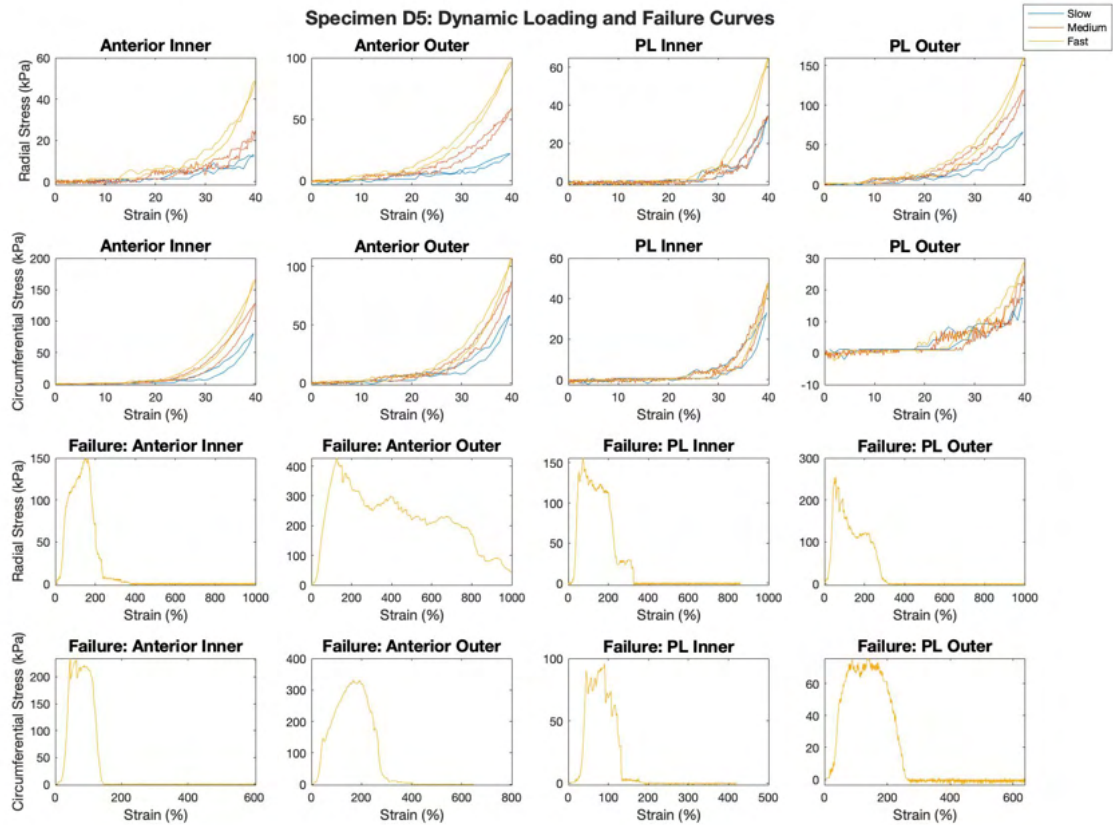 Specimen D5: Dynamic Loading and Failure Curves
Slow
Medium
Fast
Anterior Inner
Anterior Outer
PL Inner
PL Outer
Radial Stress (kPa)
60
40
20
0
0 10 20 30 40
Strain (%)
100
50
0
0 10 20 30 40
Strain (%)
60
40
20
0
0 10 20 30 40
Strain (%)
150
100
50
0
0 10 20 30 40
Strain (%)
Anterior Inner
Anterior Outer
PL Inner
PL Outer
Circumferential Stress (kPa)
200
150
100
50
0
0 10 20 30 40
Strain (%)
100
50
0
0 10 20 30 40
Strain (%)
60
40
20
0
0 10 20 30 40
Strain (%)
30
20
10
0
-10
0 10 20 30 40
Strain (%)
Failure: Anterior Inner
Failure: Anterior Outer
Failure: PL Inner
Failure: PL Outer
Radial Stress (kPa)
150
100
50
0
0 200 400 600 800 1000
Strain (%)
400
300
200
100
0
0 200 400 600 800 1000
Strain (%)
150
100
50
0
0 200 400 600 800 1000
Strain (%)
300
200
100
0
0 200 400 600 800 1000
Strain (%)
Failure: Anterior Inner
Failure: Anterior Outer
Failure: PL Inner
Failure: PL Outer
Circumferential Stress (kPa)
200
150
100
50
0
0 200 400 600
Strain (%)
400
300
200
100
0
0 200 400 600 800
Strain (%)
100
50
0
0 100 200 300 400 500
Strain (%)
60
40
20
0
0 200 400 600
Strain (%)